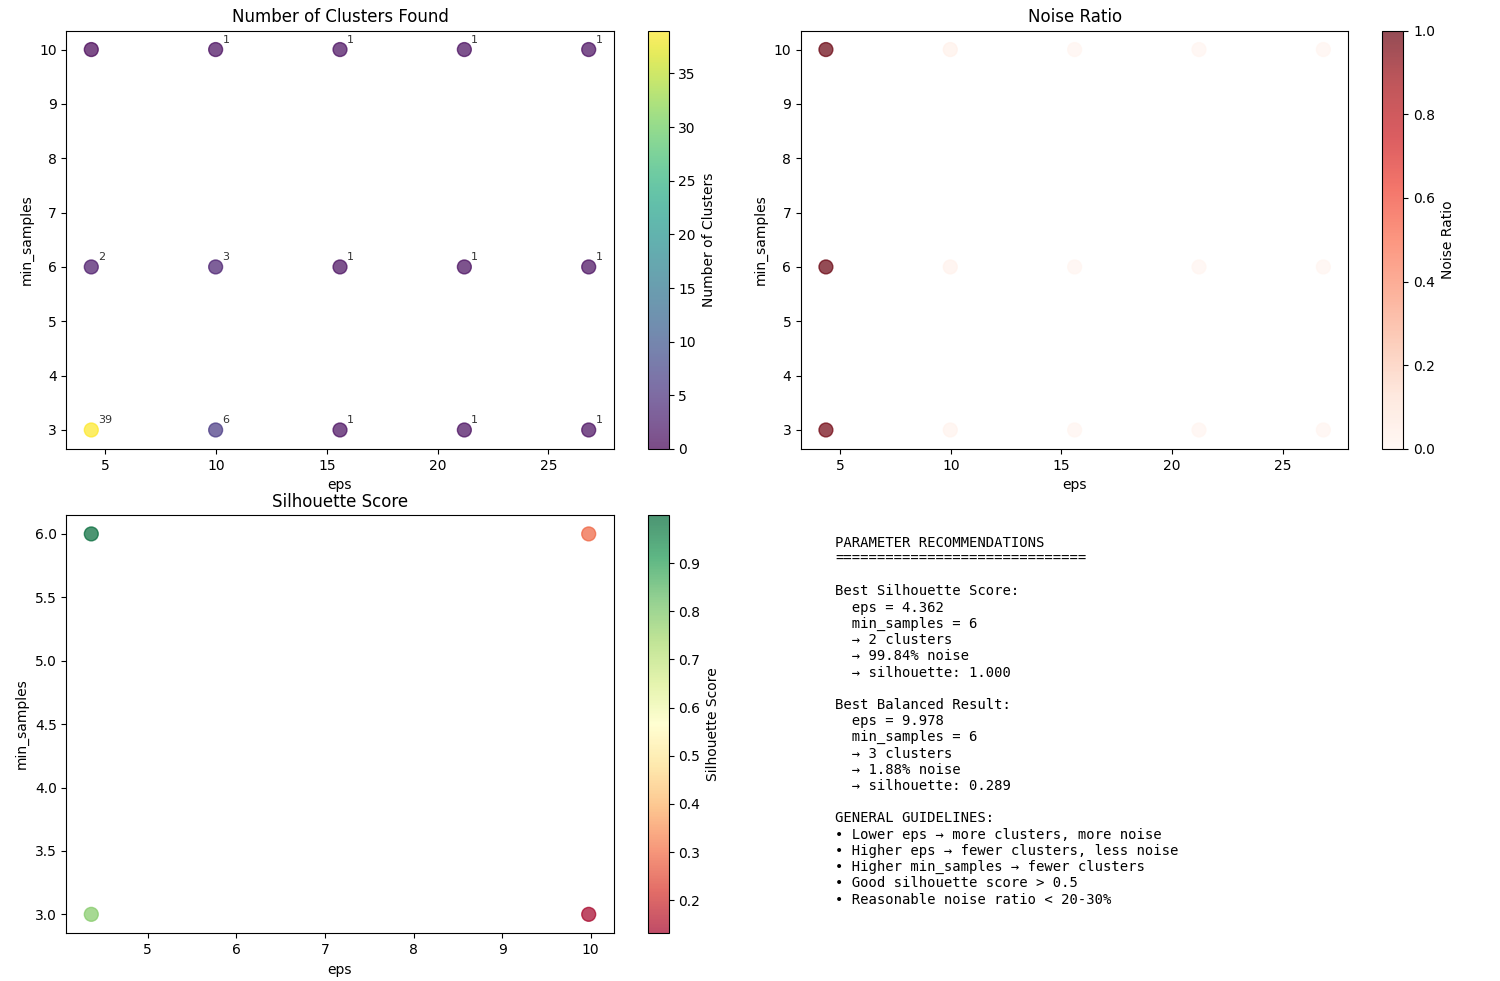 Number of Clusters Found
10
9
8
7
6
5
4
3
min_samples
1
1
1
1
2
3
1
1
1
39
6
1
1
1
5
10
15
20
25
eps
35
30
25
20
15
10
5
0
Number of Clusters
Noise Ratio
10
9
8
7
6
5
4
3
min_samples
5
10
15
20
25
eps
1.0
0.8
0.6
0.4
0.2
0.0
Noise Ratio
Silhouette Score
6.0
5.5
5.0
4.5
4.0
3.5
3.0
min_samples
5
6
7
8
9
10
eps
0.9
0.8
0.7
0.6
0.5
0.4
0.3
0.2
Silhouette Score
PARAMETER RECOMMENDATIONS
==============================
Best Silhouette Score:
eps = 4.362
min_samples = 6
→ 2 clusters
→ 99.84% noise
→ silhouette: 1.000
Best Balanced Result:
eps = 9.978
min_samples = 6
→ 3 clusters
→ 1.88% noise
→ silhouette: 0.289
GENERAL GUIDELINES:
• Lower eps → more clusters, more noise
• Higher eps → fewer clusters, less noise
• Higher min_samples → fewer clusters
• Good silhouette score > 0.5
• Reasonable noise ratio < 20-30%